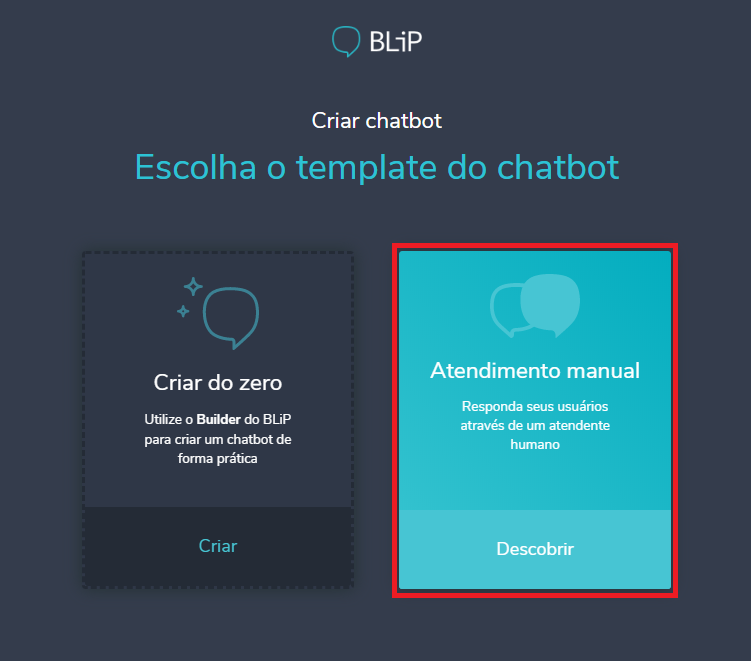 BLiP
Criar chatbot
Escolha o template do chatbot
Criar do zero
Utilize o Builder do BLiP
para criar um chatbot de
forma prática
Criar
Atendimento manual
Responda seus usuários
através de um atendente
humano
Descobrir